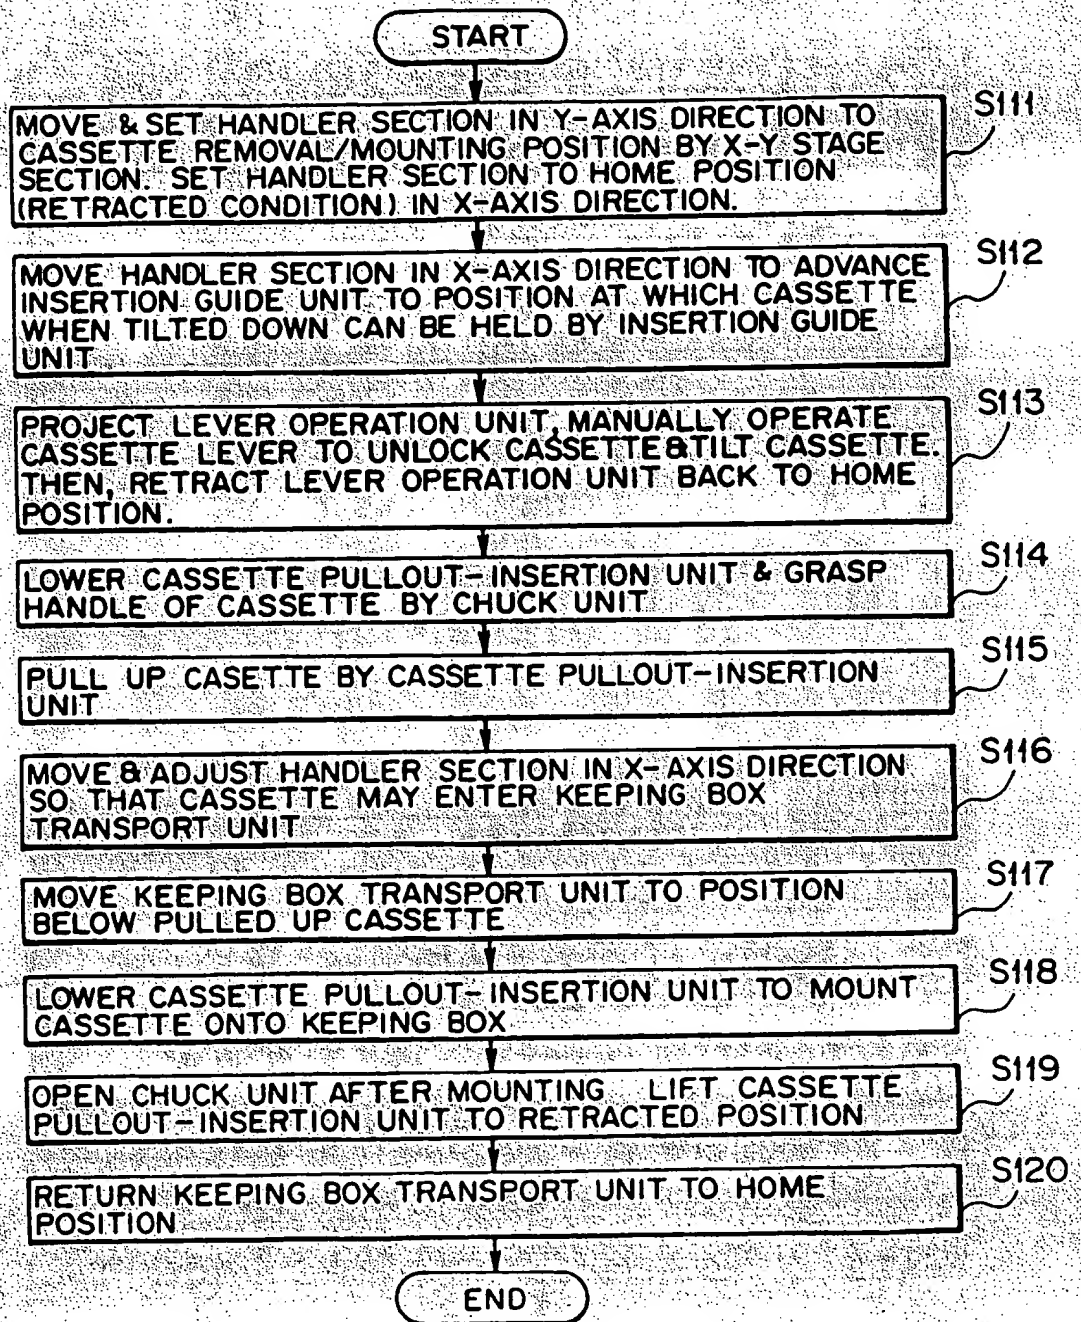 START
S111
MOVE & SET HANDLER SECTION IN Y-AXIS DIRECTION TO
CASSETTE REMOVAL/MOUNTING POSITION BY X-Y STAGE
SECTION. SET HANDLER SECTION TO HOME POSITION
(RETRACTED CONDITION) IN X-AXIS DIRECTION.
S112
MOVE HANDLER SECTION IN X-AXIS DIRECTION TO ADVANCE
INSERTION GUIDE UNIT TO POSITION AT WHICH CASSETTE
WHEN TILTED DOWN CAN BE HELD BY INSERTION GUIDE
UNIT
S113
PROJECT LEVER OPERATION UNIT, MANUALLY OPERATE
CASSETTE LEVER TO UNLOCK CASSETTE & TILT CASSETTE.
THEN, RETRACT LEVER OPERATION UNIT BACK TO HOME
POSITION.
S114
LOWER CASSETTE PULLOUT-INSERTION UNIT & GRASP
HANDLE OF CASSETTE BY CHUCK UNIT
S115
PULL UP CASETTE BY CASSETTE PULLOUT-INSERTION
UNIT
S116
MOVE & ADJUST HANDLER SECTION IN X-AXIS DIRECTION
SO THAT CASSETTE MAY ENTER KEEPING BOX
TRANSPORT UNIT
S117
MOVE KEEPING BOX TRANSPORT UNIT TO POSITION
BELOW PULLED UP CASSETTE
S118
LOWER CASSETTE PULLOUT-INSERTION UNIT TO MOUNT
CASSETTE ONTO KEEPING BOX
S119
OPEN CHUCK UNIT AFTER MOUNTING LIFT CASSETTE
PULLOUT-INSERTION UNIT TO RETRACTED POSITION
S120
RETURN KEEPING BOX TRANSPORT UNIT TO HOME
POSITION
END